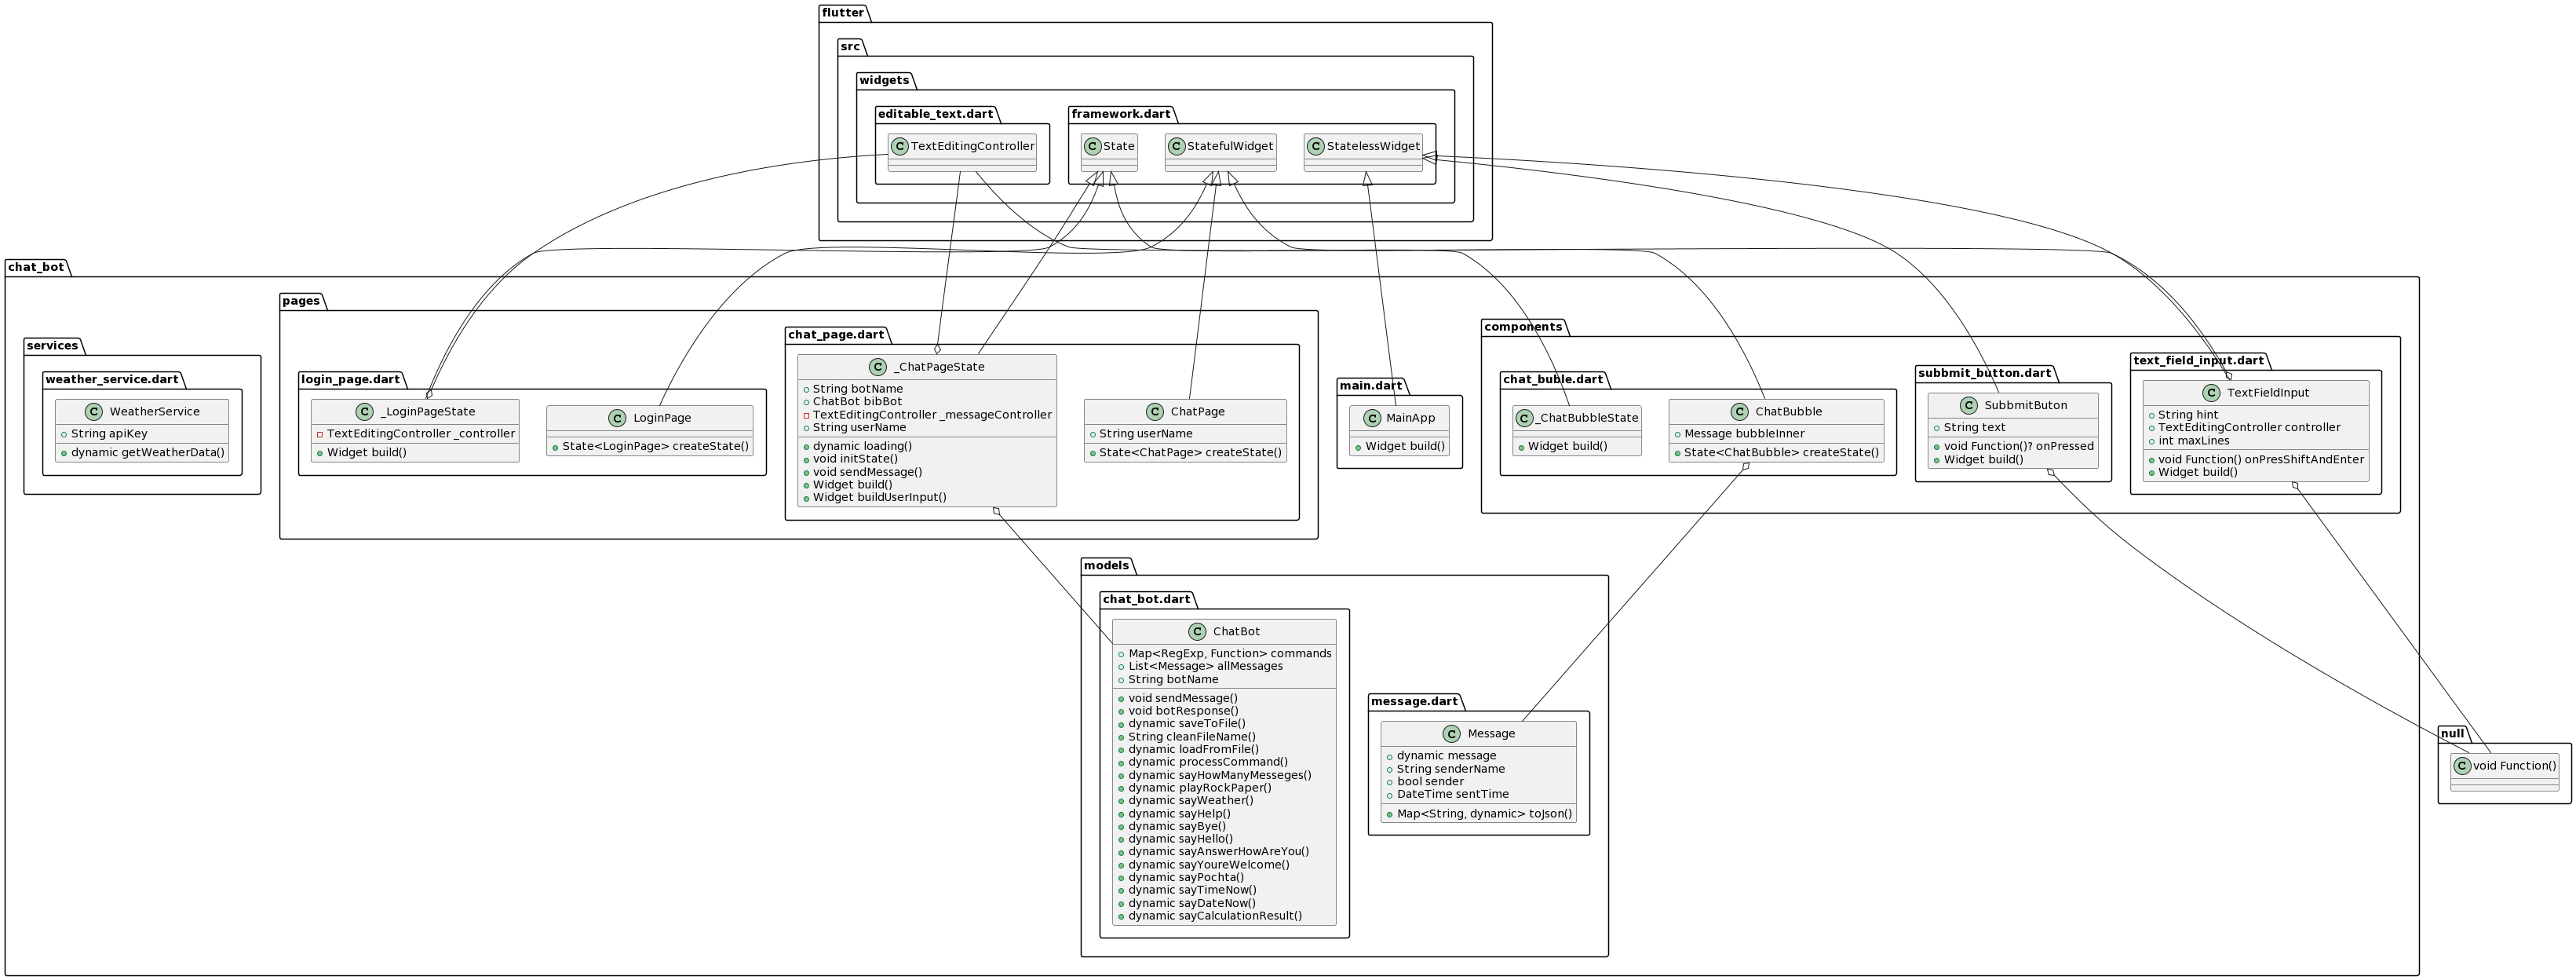 flutter
src
widgets
editable_text.dart
C TextEditingController
framework.dart
C State
C StatefulWidget
C StatelessWidget
chat_bot
services
weather_service.dart
C WeatherService
String apiKey
dynamic getWeatherData()
pages
login_page.dart
C _LoginPageState
TextEditingController _controller
Widget build()
C LoginPage
State<LoginPage> createState()
chat_page.dart
C _ChatPageState
String botName
ChatBot bibBot
TextEditingController _messageController
String userName
dynamic loading()
void initState()
void sendMessage()
Widget build()
Widget buildUserInput()
C ChatPage
String userName
State<ChatPage> createState()
main.dart
C MainApp
Widget build()
components
chat_buble.dart
C _ChatBubbleState
Widget build()
C ChatBubble
Message bubbleInner
State<ChatBubble> createState()
subbmit_button.dart
C SubbmitButon
String text
void Function()? onPressed
Widget build()
text_field_input.dart
C TextFieldInput
String hint
TextEditingController controller
int maxLines
void Function() onPresShiftAndEnter
Widget build()
models
chat_bot.dart
C ChatBot
Map<RegExp, Function> commands
List<Message> allMessages
String botName
void sendMessage()
void botResponse()
dynamic saveToFile()
String cleanFileName()
dynamic loadFromFile()
dynamic processCommand()
dynamic sayHowManyMesseges()
dynamic playRockPaper()
dynamic sayWeather()
dynamic sayHelp()
dynamic sayBye()
dynamic sayHello()
dynamic sayAnswerHowAreYou()
dynamic sayYoureWelcome()
dynamic sayPochta()
dynamic sayTimeNow()
dynamic sayDateNow()
dynamic sayCalculationResult()
message.dart
C Message
dynamic message
String senderName
bool sender
DateTime sentTime
Map<String, dynamic> toJson()
null
C void Function()